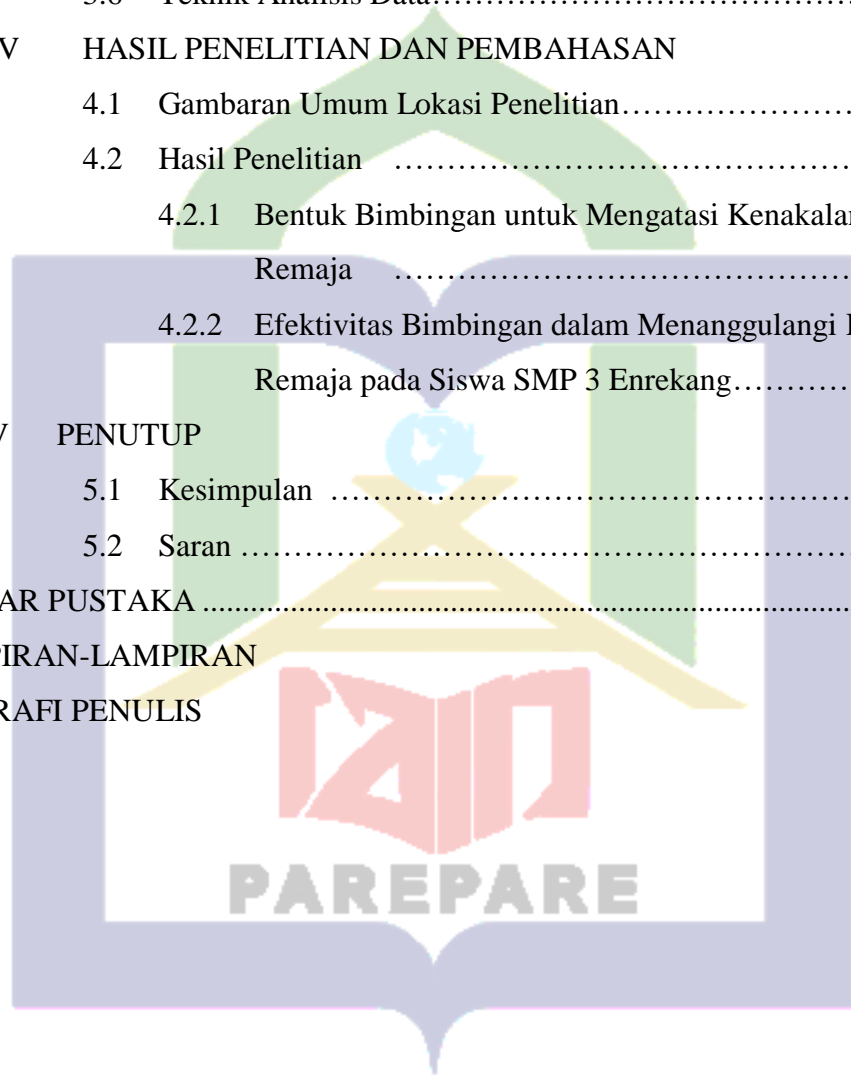 Teknik Analisis Data……………………………………
V HASIL PENELITIAN DAN PEMBAHASAN
4.1 Gambaran Umum Lokasi Penelitian……………………
4.2 Hasil Penelitian ……………………………………
4.2.1 Bentuk Bimbingan untuk Mengatasi Kenakalan
Remaja ……………………………………
4.2.2 Efektivitas Bimbingan dalam Menanggulangi
Remaja pada Siswa SMP 3 Enrekang…………
PENUTUP
5.1 Kesimpulan ……………………………………………
5.2 Saran ……………………………………………………
AR PUSTAKA ..........................................................................................
PIRAN-LAMPIRAN
RAFI PENULIS
iain
PAREPARE